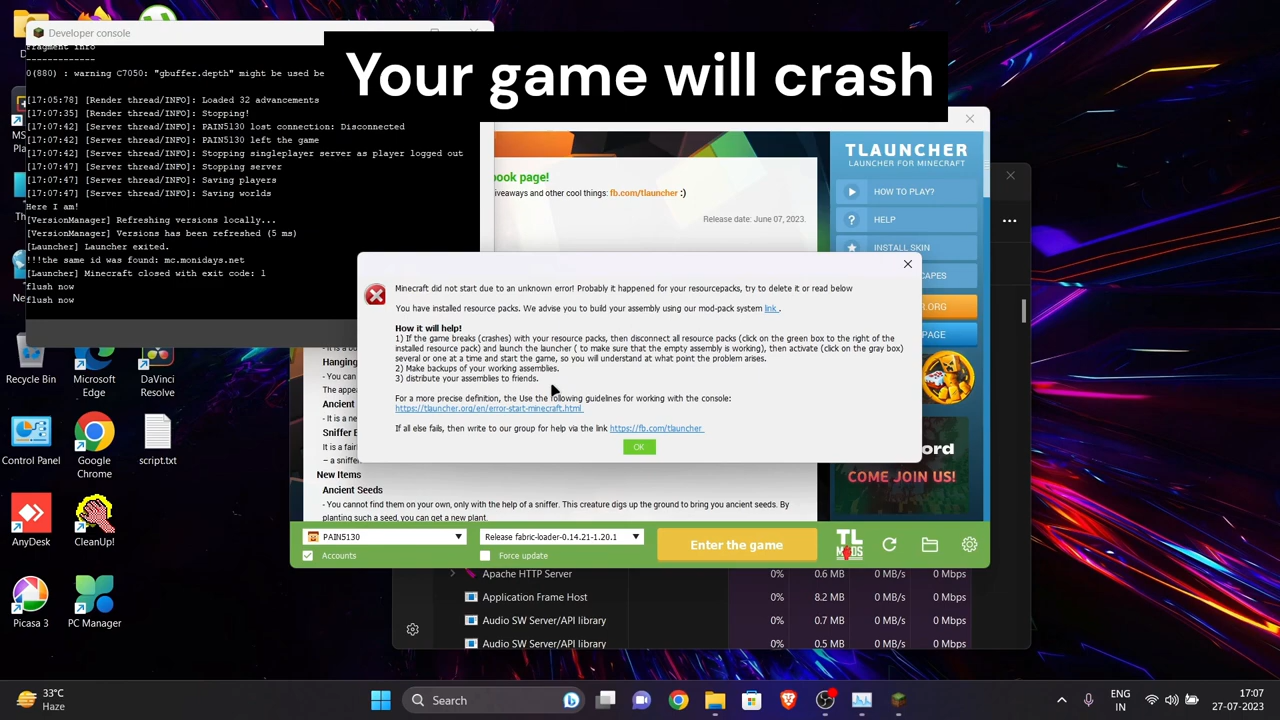 Developer console
Your game will crash
Fragment info
-------------
0(880) : warning C7050: "gbuffer.depth" might be used be
[17:05:78] [Render thread/INFO]: Loaded 32 advancements
[17:07:35] [Render thread/INFO]: Stopping!
[17:07:42] [Server thread/INFO]: PAIN5130 lost connection: Disconnected
[17:07:42] [Server thread/INFO]: PAIN5130 left the game
[17:07:42] [Server thread/INFO]: Stopping singleplayer server as player logged out
[17:07:47] [Server thread/INFO]: Stopping server
[17:07:47] [Server thread/INFO]: Saving players
[17:07:47] [Server thread/INFO]: Saving worlds
Here I am!
[VersionManager] Refreshing versions locally...
[VersionManager] Versions has been refreshed (5 ms)
[Launcher] Launcher exited.
!!!the same id was found: mc.monidays.net
[Launcher] Minecraft closed with exit code: 1
flush now
flush now
book page!
iveaways and other cool things: fb.com/tlauncher :)
Release date: June 07, 2023.
TLAUNCHER
LAUNCHER FOR MINECRAFT
HOW TO PLAY?
HELP
INSTALL SKIN
CAPES
.ORG
PAGE
Minecraft did not start due to an unknown error! Probably it happened for your resourcepacks, try to delete it or read below
You have installed resource packs. We advise you to build your assembly using our mod-pack system link .
How it will help!
1) If the game breaks (crashes) with your resource packs, then disconnect all resource packs (click on the green box to the right of the
installed resource pack) and launch the launcher ( to make sure that the empty assembly is working), then activate (click on the gray box)
several or one at a time and start the game, so you will understand at what point the problem arises.
2) Make backups of your working assemblies.
3) distribute your assemblies to friends.
For a more precise definition, the Use the following guidelines for working with the console:
https://tlauncher.org/en/error-start-minecraft.html
If all else fails, then write to our group for help via the link https://fb.com/tlauncher
OK
Hanging
- You can
The appea
Ancient
- It is a ne
Sniffer E
It is a fair
– a sniffe
New Items
Ancient Seeds
- You cannot find them on your own, only with the help of a sniffer. This creature digs up the ground to bring you ancient seeds. By
planting such a seed, you can get a new plant.
ord
COME JOIN US!
PAIN5130
Accounts
Release fabric-loader-0.14.21-1.20.1
Force update
Enter the game
TL
MODS
Apache HTTP Server 0% 0.6 MB 0 MB/s 0 Mbps
Application Frame Host 0% 8.2 MB 0 MB/s 0 Mbps
Audio SW Server/API library 0% 0.7 MB 0 MB/s 0 Mbps
Audio SW Server/API library 0% 0.5 MB 0 MB/s 0 Mbps
Recycle Bin
Microsoft
Edge
DaVinci
Resolve
Control Panel
Google
Chrome
script.txt
AnyDesk
CleanUp!
Picasa 3
PC Manager
33°C
Haze
Search
ENG
IN
17:07
27-07-2023